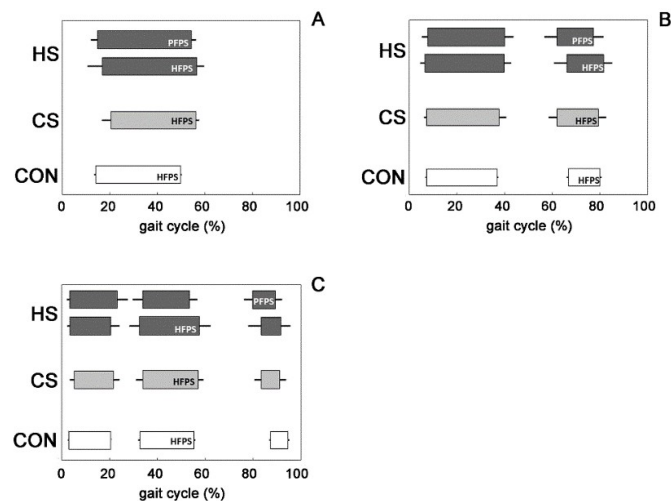 A
HS
PFPS
HFPS
CS
HFPS
CON
HFPS
0 20 40 60 80 100
gait cycle (%)
B
HS
PFPS
HFPS
CS
HFPS
CON
HFPS
0 20 40 60 80 100
gait cycle (%)
C
HS
PFPS
HFPS
CS
HFPS
CON
HFPS
0 20 40 60 80 100
gait cycle (%)